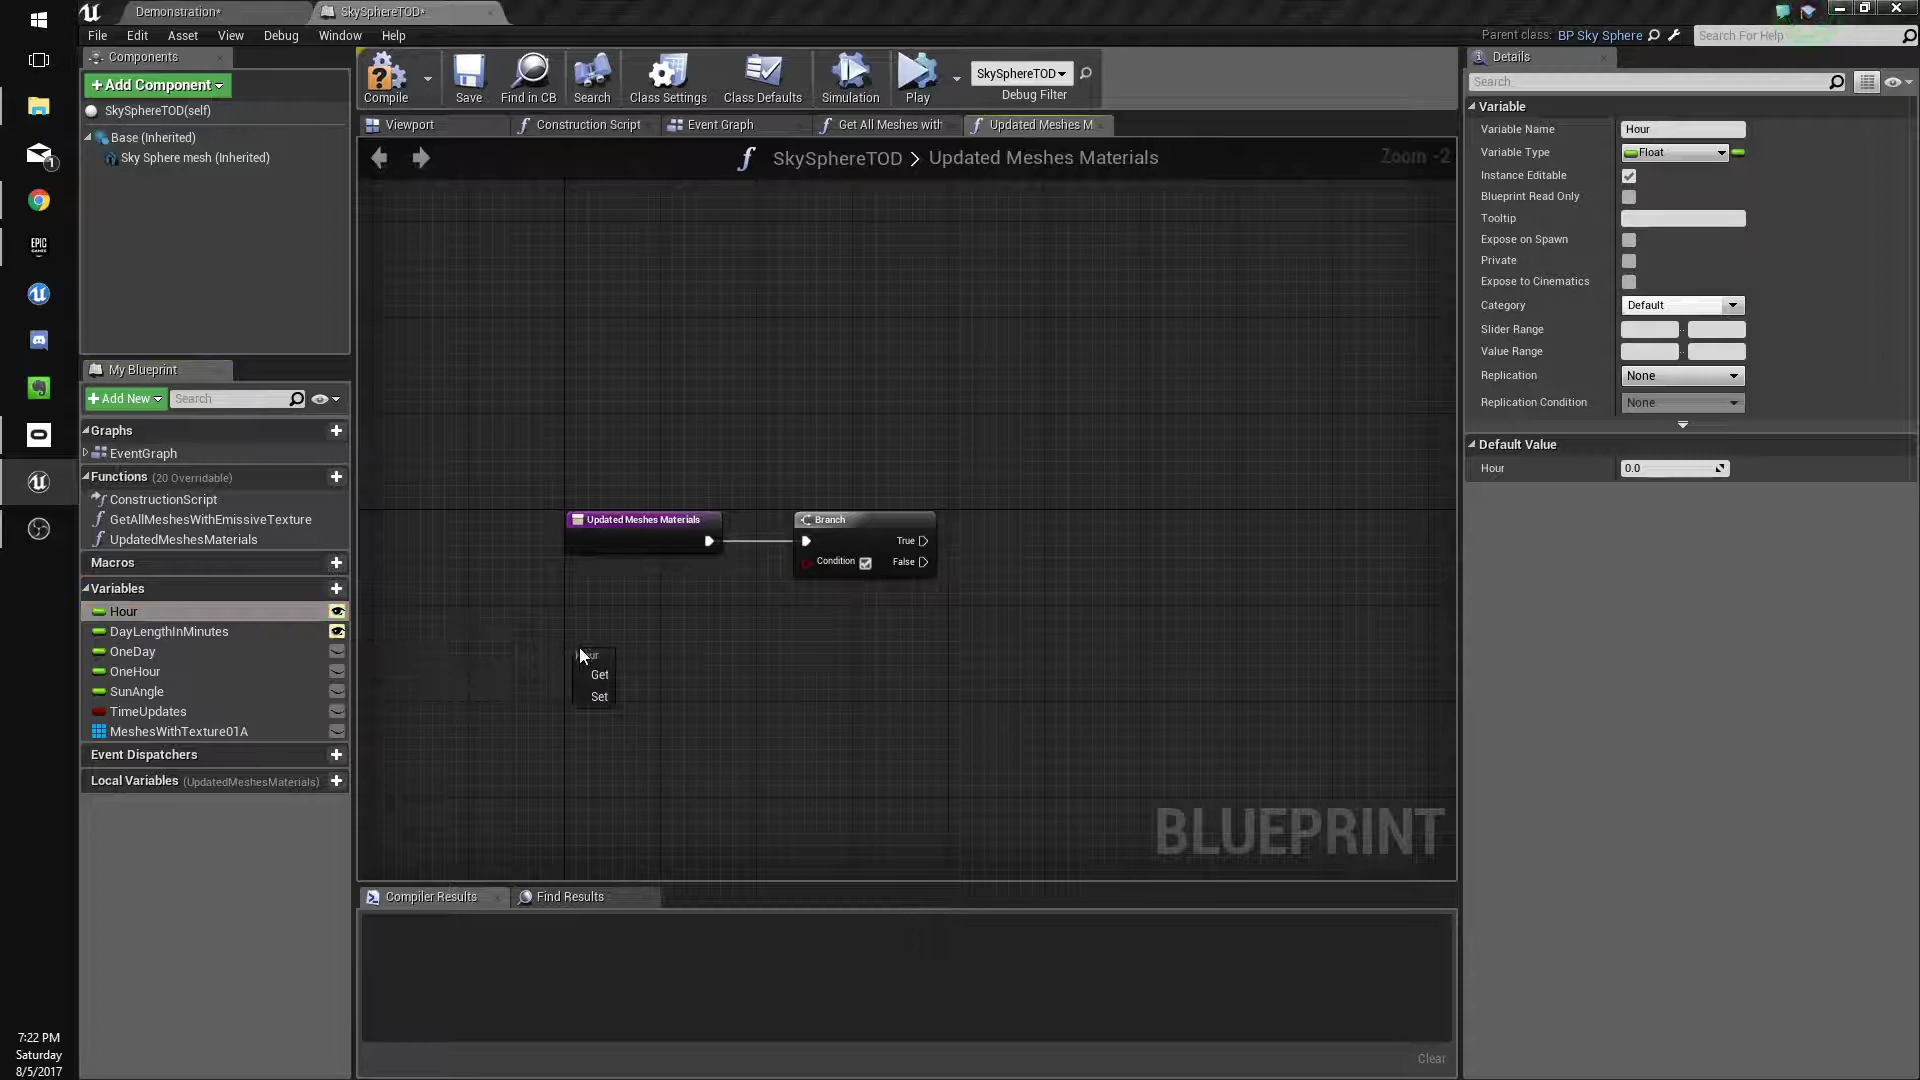 Demonstration*
SkySphereTOD*
File Edit Asset View Debug Window Help
Parent class: BP Sky Sphere
Search For Help
Components
+Add Component
SkySphereTOD(self)
Base (Inherited)
Sky Sphere mesh (Inherited)
Compile
Save
Find in CB
Search
Class Settings
Class Defaults
Simulation
Play
SkySphereTOD
Debug Filter
Viewport
Construction Script
Event Graph
Get All Meshes with
Updated Meshes M
SkySphereTOD > Updated Meshes Materials
Zoom -2
Updated Meshes Materials
Branch
True
Condition
False
Get
Set
BLUEPRINT
My Blueprint
+Add New
Search
Graphs
EventGraph
Functions (20 Overridable)
ConstructionScript
GetAllMeshesWithEmissiveTexture
UpdatedMeshesMaterials
Macros
Variables
Hour
DayLengthInMinutes
OneDay
OneHour
SunAngle
TimeUpdates
MeshesWithTexture01A
Event Dispatchers
Local Variables (UpdatedMeshesMaterials)
Compiler Results
Find Results
Clear
Details
Search
Variable
Variable Name Hour
Variable Type Float
Instance Editable
Blueprint Read Only
Tooltip
Expose on Spawn
Private
Expose to Cinematics
Category Default
Slider Range
Value Range
Replication None
Replication Condition None
Default Value
Hour 0.0
EPIC
GAMES
1
7:22 PM
Saturday
8/5/2017